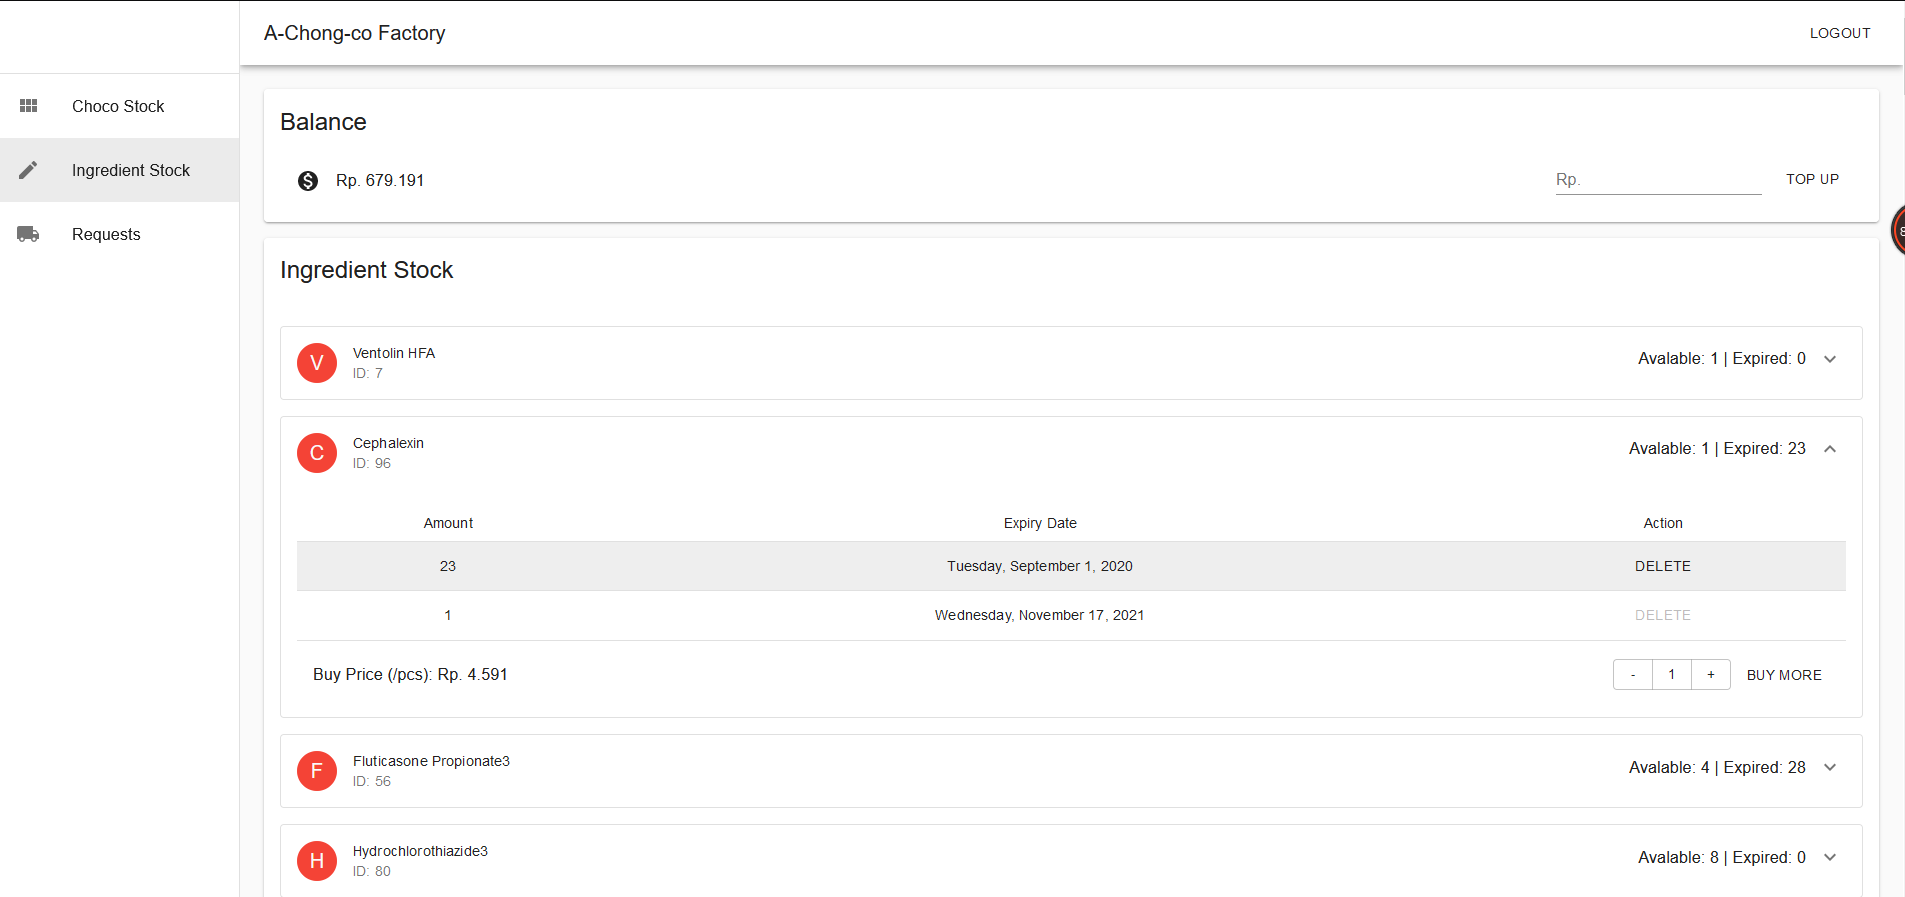 A-Chong-co Factory
LOGOUT
Choco Stock
Ingredient Stock
Requests
Balance
Rp. 679.191
Rp.
TOP UP
Ingredient Stock
V
Ventolin HFA
ID: 7
Avalable: 1 | Expired: 0
C
Cephalexin
ID: 96
Avalable: 1 | Expired: 23
Amount Expiry Date Action
23 Tuesday, September 1, 2020 DELETE
1 Wednesday, November 17, 2021 DELETE
Buy Price (/pcs): Rp. 4.591
- 1 + BUY MORE
F
Fluticasone Propionate3
ID: 56
Avalable: 4 | Expired: 28
H
Hydrochlorothiazide3
ID: 80
Avalable: 8 | Expired: 0